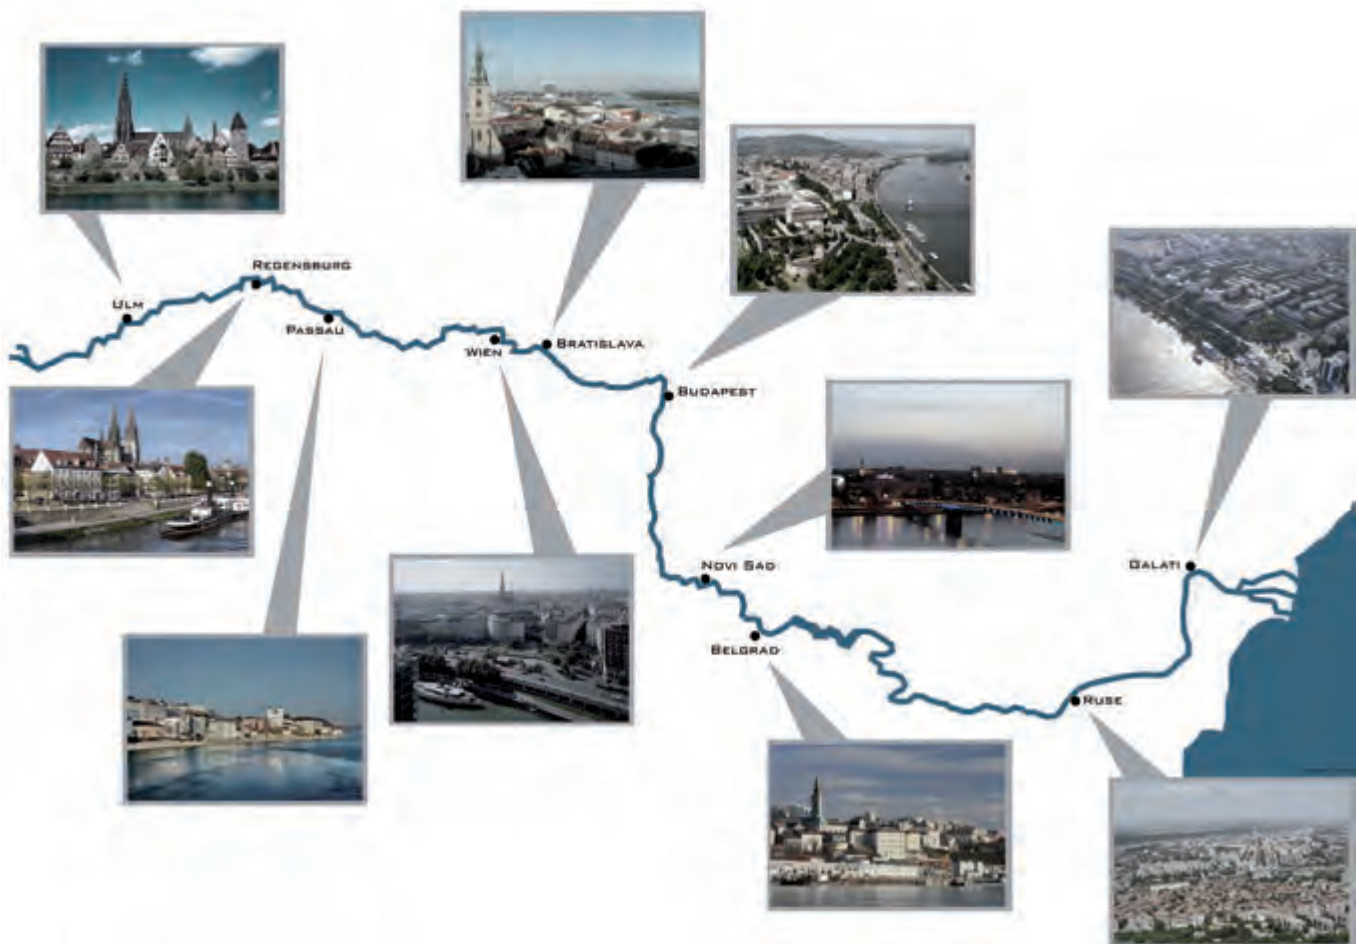 REGENSBURG
ULM
PASSAU
WIEN
BRATISLAVA
BUDAPEST
NOVI SAD
BELGRAD
GALATI
RUSE